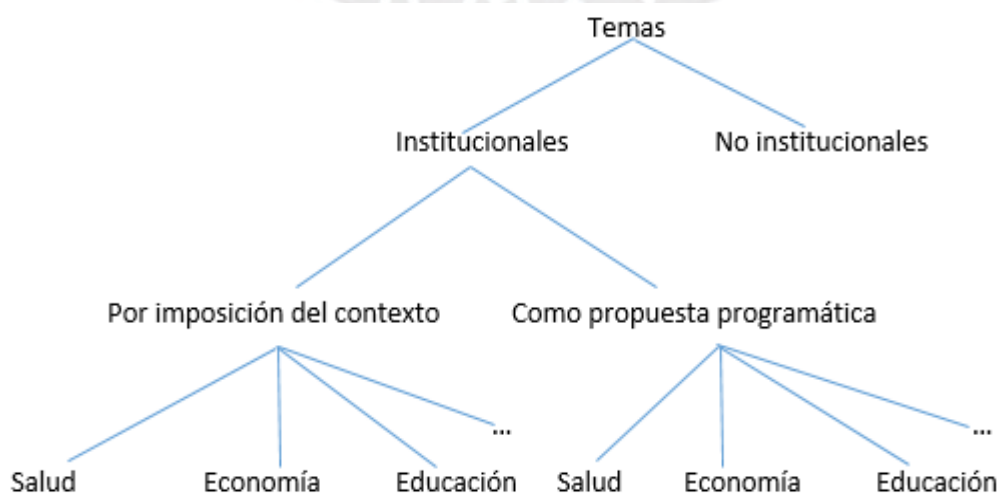 Temas
Institucionales
No institucionales
Por imposición del contexto
Como propuesta programática
...
...
Salud
Economía
Educación
Salud
Economía
Educación